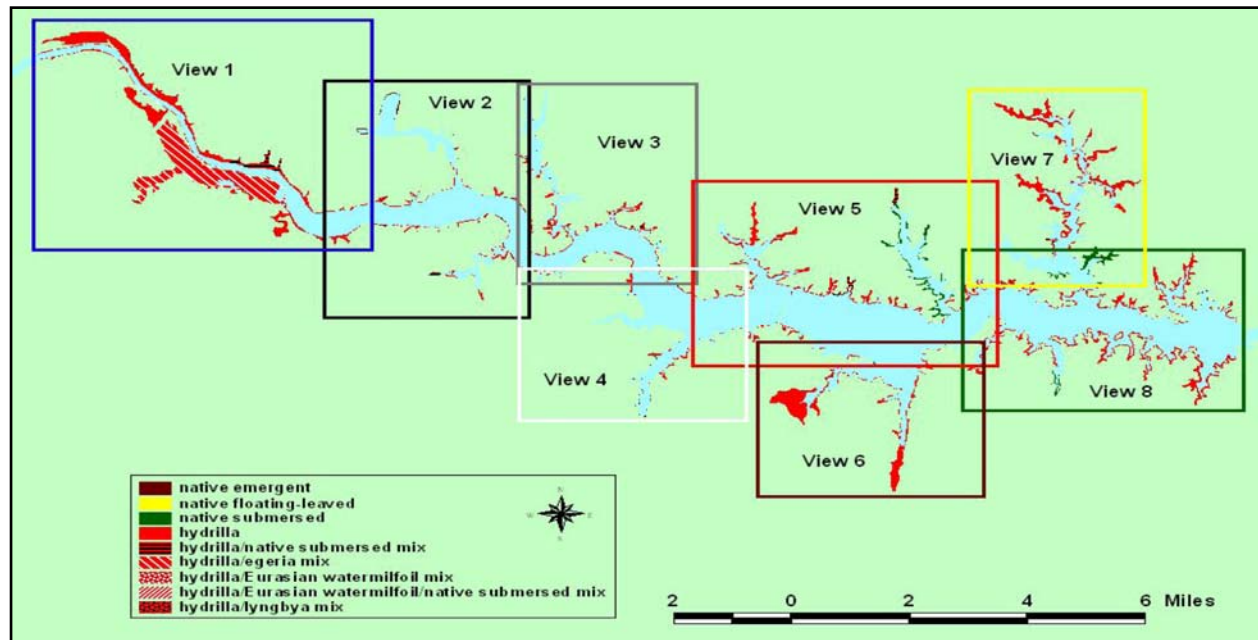 View 1
View 2
View 3
View 7
View 5
View 4
View 8
View 6
native emergent
native floating-leaved
native submersed
hydrilla
hydrilla/native submersed mix
hydrilla/egeria mix
hydrilla/Eurasian watermilfoil mix
hydrilla/Eurasian watermilfoil/native submersed mix
hydrilla/lyngbya mix
N
W E
S
2 0 2 4 6 Miles